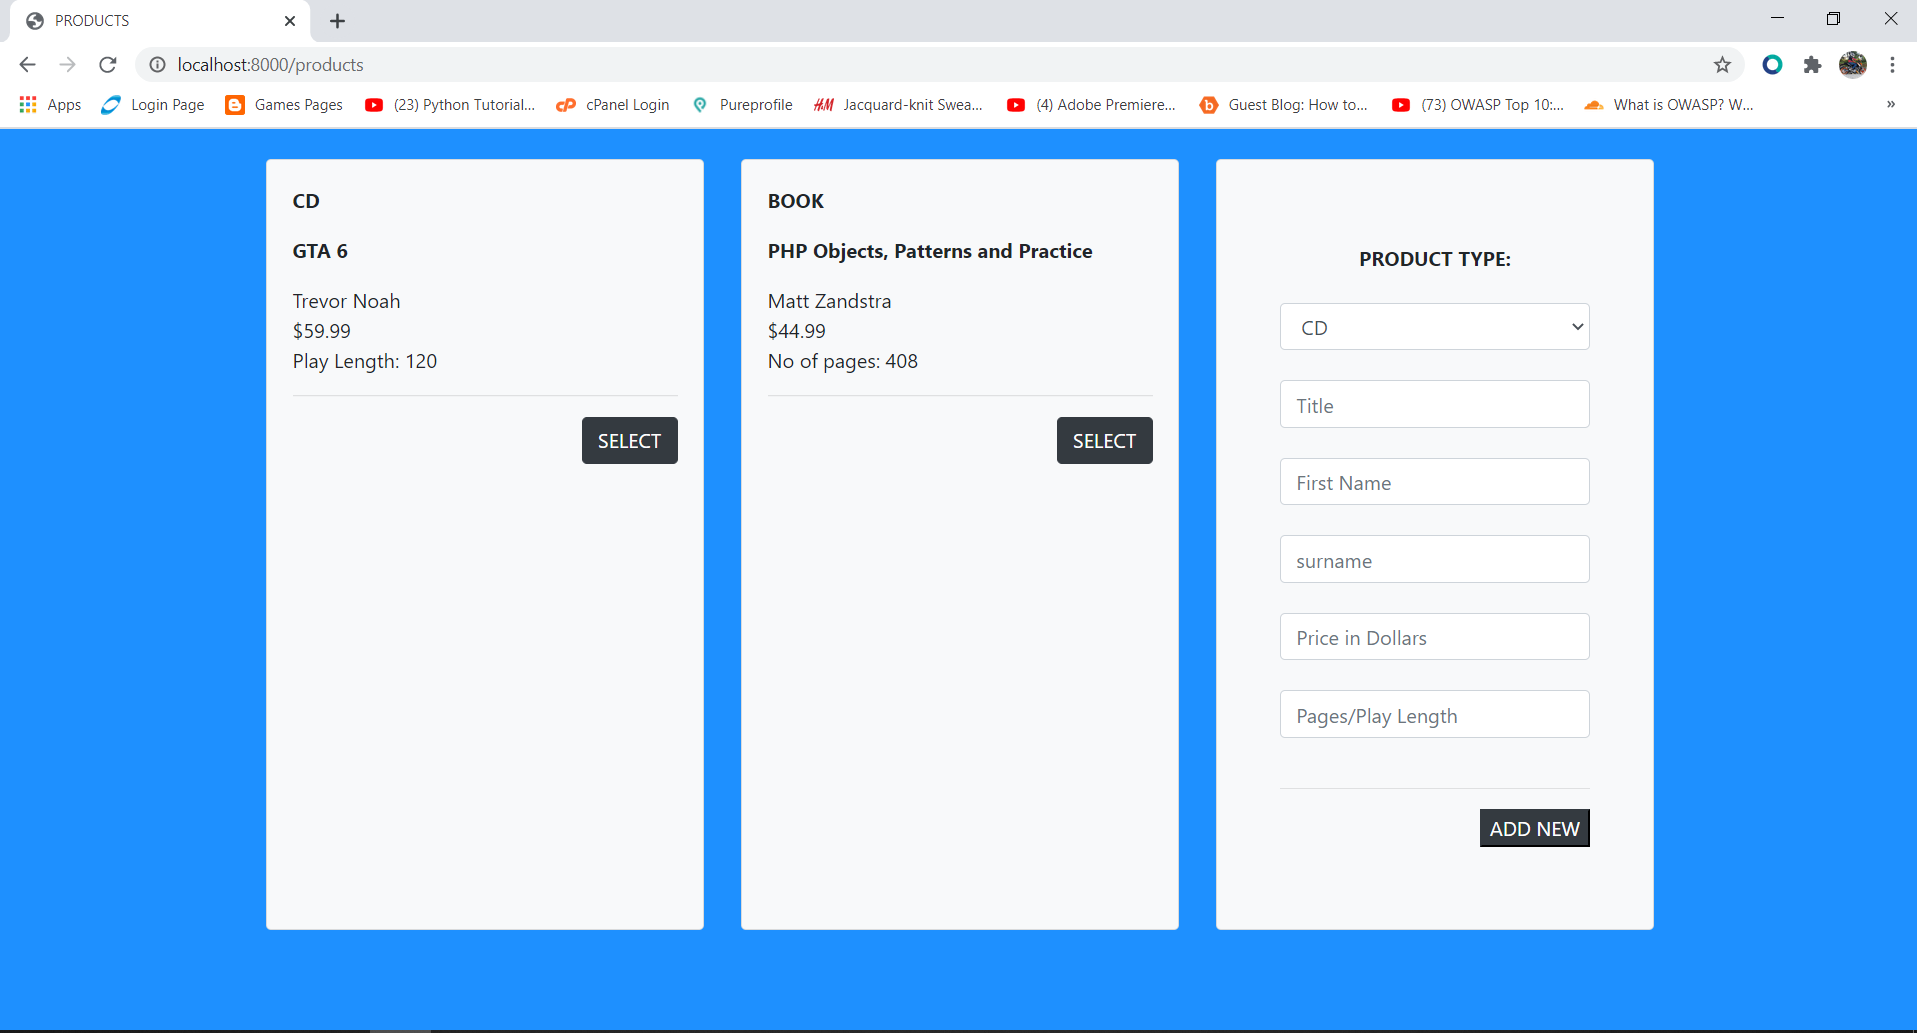 PRODUCTS
localhost:8000/products
Apps Login Page Games Pages (23) Python Tutorial... cPanel Login Pureprofile H&M Jacquard-knit Swea... (4) Adobe Premiere... Guest Blog: How to... (73) OWASP Top 10:... What is OWASP? W... »
CD
GTA 6
Trevor Noah
$59.99
Play Length: 120
SELECT
BOOK
PHP Objects, Patterns and Practice
Matt Zandstra
$44.99
No of pages: 408
SELECT
PRODUCT TYPE:
CD
Title
First Name
surname
Price in Dollars
Pages/Play Length
ADD NEW